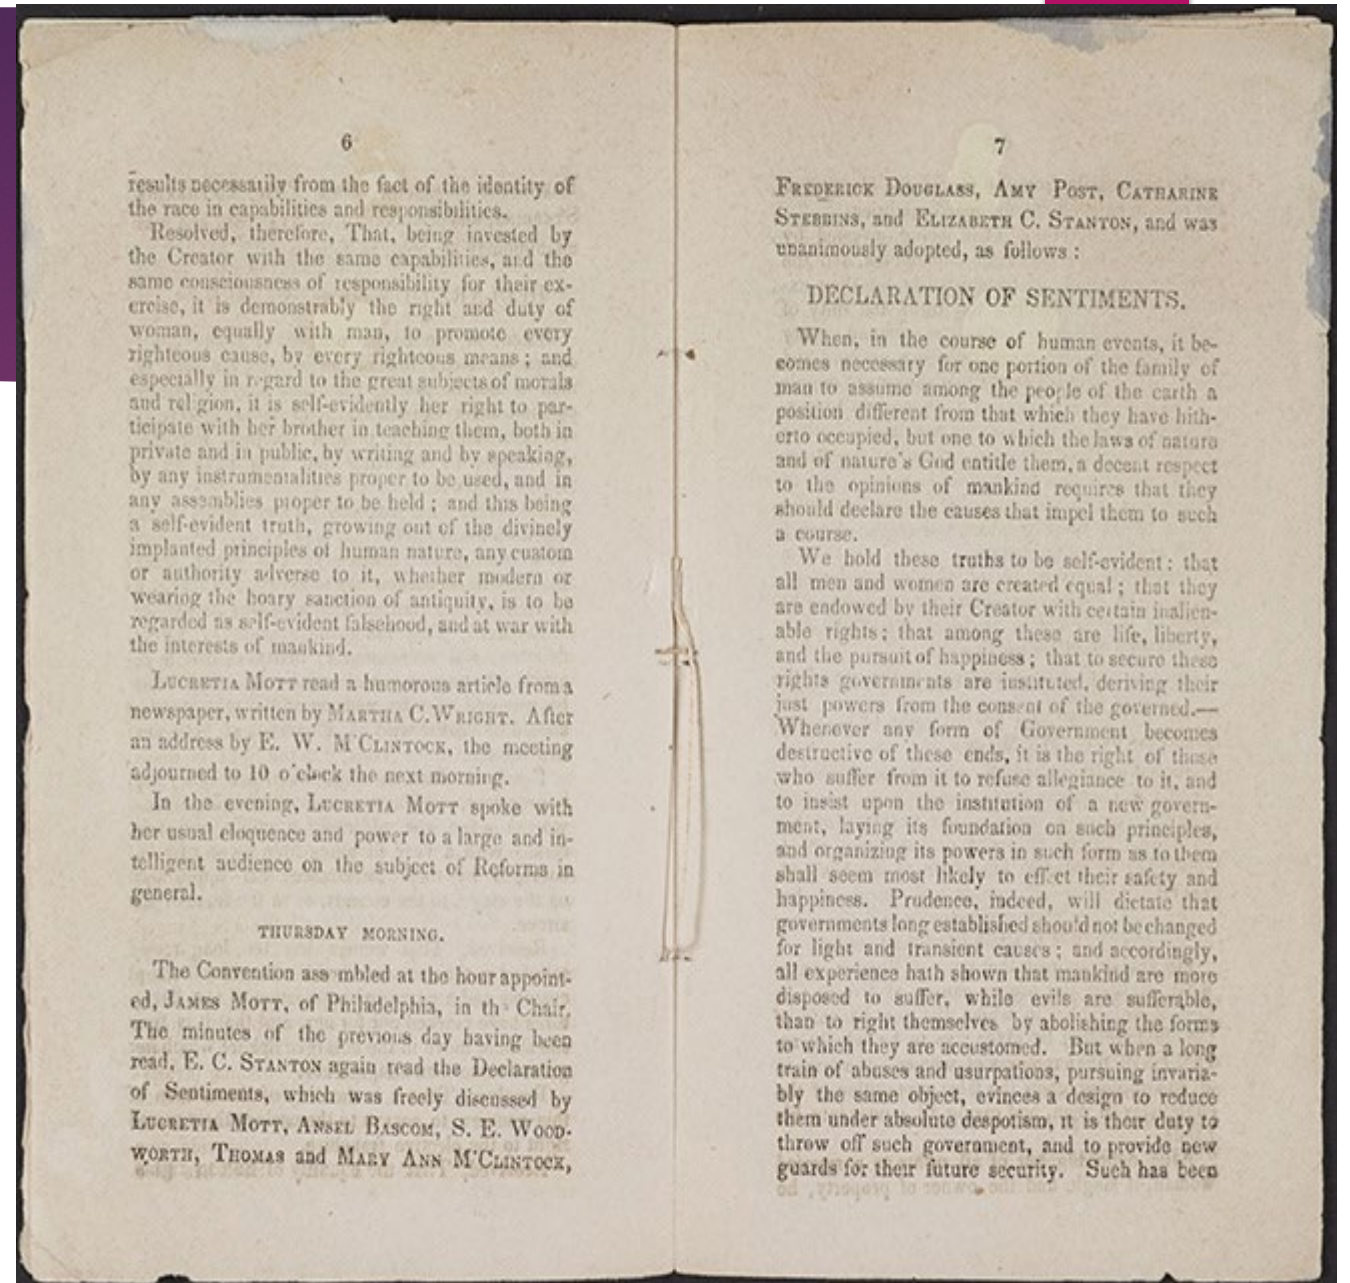 6
results necessarily from the fact of the identity of
the race in capabilities and responsibilities.
Resolved, therefore, That, being invested by
the Creator with the same capabilities, and the
same consciousness of responsibility for their ex-
ercise, it is demonstrably the right and duty of
woman, equally with man, to promote every
righteous cause, by every righteous means ; and
especially in regard to the great subjects of morals
and religion, it is self-evidently her right to par-
ticipate with her brother in teaching them, both in
private and in public, by writing and by speaking,
by any instrumentalities proper to be used, and in
any assemblies proper to be held ; and this being
a self-evident truth, growing out of the divinely
implanted principles of human nature, any custom
or authority adverse to it, whether modern or
wearing the hoary sanction of antiquity, is to be
regarded as self-evident falsehood, and at war with
the interests of mankind.
LUCRETIA MOTT read a humorous article from a
newspaper, written by MARTHA C. WRIGHT. After
an address by E. W. M'CLINTOCK, the meeting
adjourned to 10 o'clock the next morning.
In the evening, LUCRETIA MOTT spoke with
her usual eloquence and power to a large and in-
telligent audience on the subject of Reforms in
general.
THURSDAY MORNING.
The Convention assembled at the hour appoint-
ed, JAMES MOTT, of Philadelphia, in the Chair.
The minutes of the previous day having been
read, E. C. STANTON again read the Declaration
of Sentiments, which was freely discussed by
LUCRETIA MOTT, ANSEL BASCOM, S. E. WOOD-
WORTH, THOMAS and MARY ANN M'CLINTOCK,
7
FREDERICK DOUGLASS, AMY POST, CATHARINE
STEBBINS, and ELIZABETH C. STANTON, and was
unanimously adopted, as follows :
DECLARATION OF SENTIMENTS.
When, in the course of human events, it be-
comes necessary for one portion of the family of
man to assume among the people of the earth a
position different from that which they have hith-
erto occupied, but one to which the laws of nature
and of nature's God entitle them, a decent respect
to the opinions of mankind requires that they
should declare the causes that impel them to such
a course.
We hold these truths to be self-evident : that
all men and women are created equal ; that they
are endowed by their Creator with certain inalien-
able rights ; that among these are life, liberty,
and the pursuit of happiness ; that to secure these
rights governments are instituted, deriving their
just powers from the consent of the governed.—
Whenever any form of Government becomes
destructive of these ends, it is the right of those
who suffer from it to refuse allegiance to it, and
to insist upon the institution of a new govern-
ment, laying its foundation on such principles,
and organizing its powers in such form as to them
shall seem most likely to effect their safety and
happiness. Prudence, indeed, will dictate that
governments long established should not be changed
for light and transient causes ; and accordingly,
all experience hath shown that mankind are more
disposed to suffer, while evils are sufferable,
than to right themselves by abolishing the forms
to which they are accustomed. But when a long
train of abuses and usurpations, pursuing invaria-
bly the same object, evinces a design to reduce
them under absolute despotism, it is their duty to
throw off such government, and to provide new
guards for their future security. Such has been